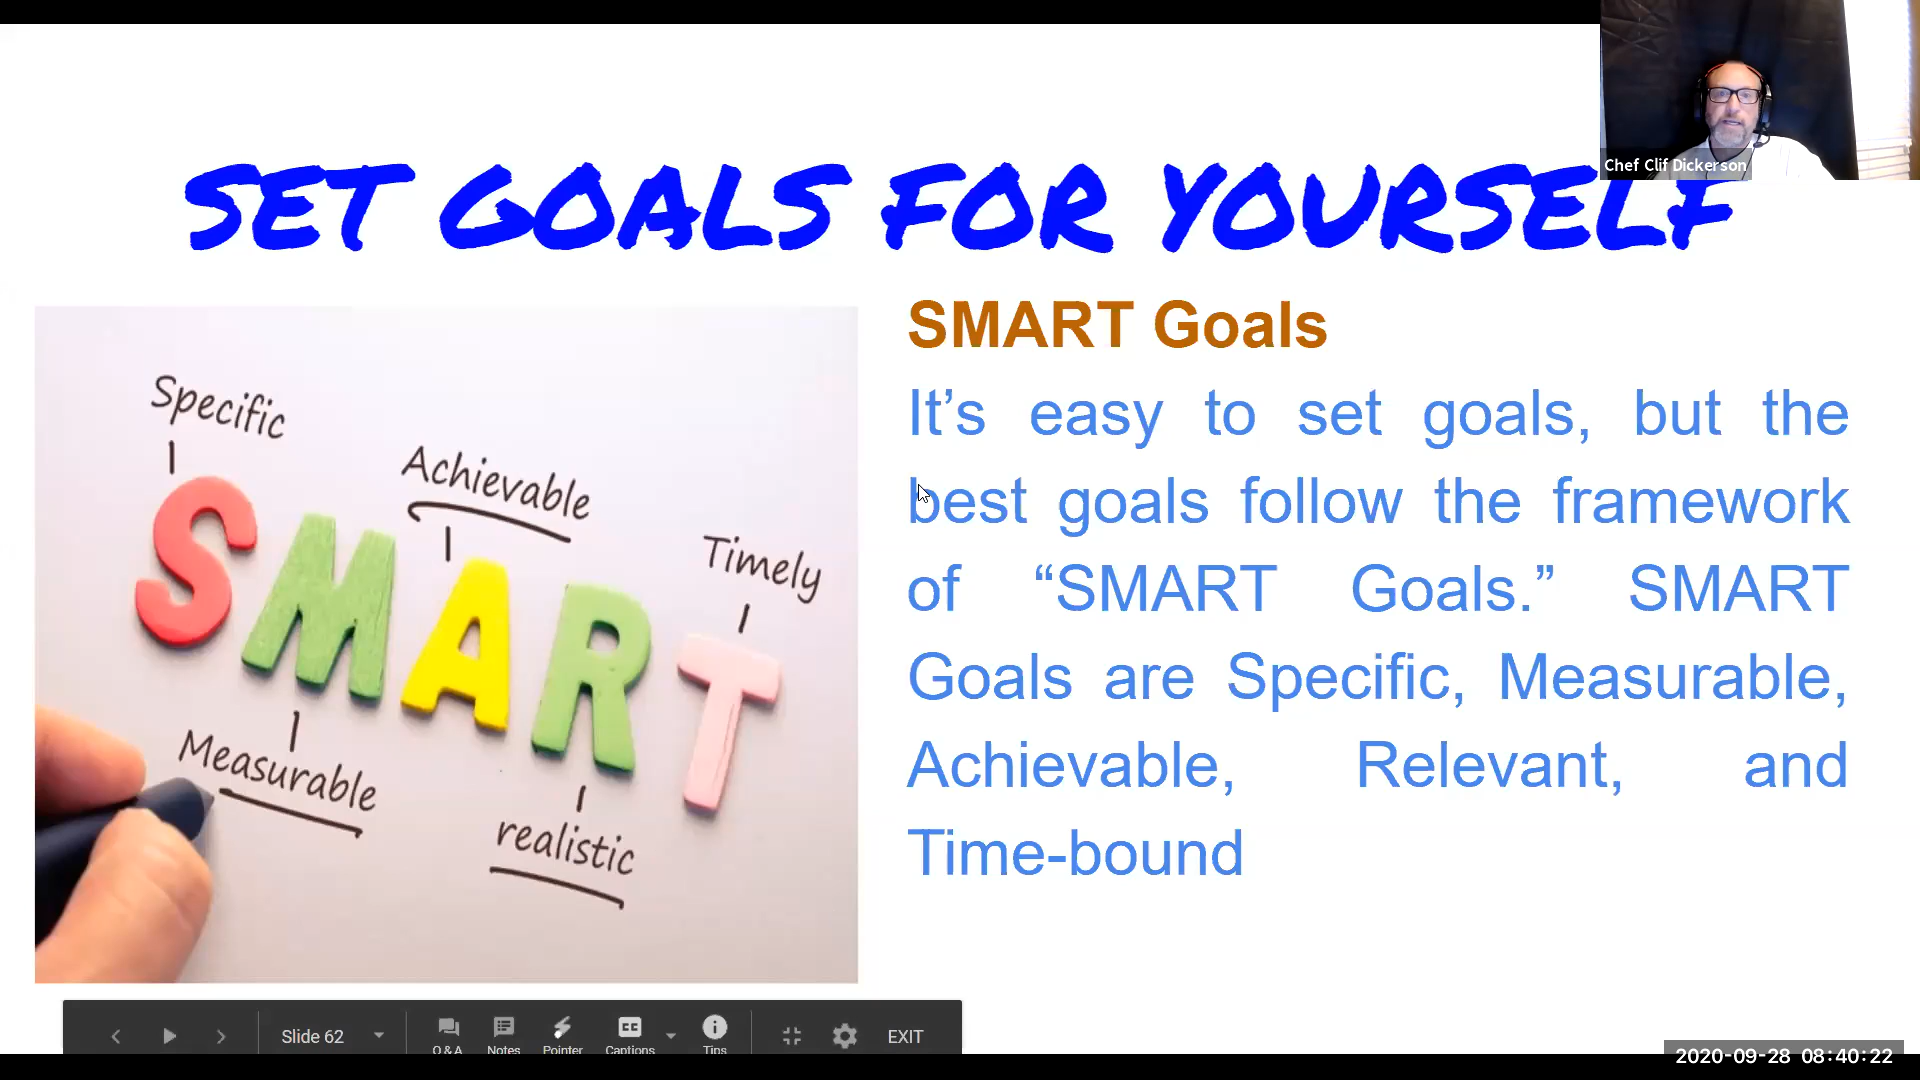 Chef Clif Dickerson
SET GOALS FOR YOURSELF
SMART Goals
It’s easy to set goals, but the
best goals follow the framework
of “SMART Goals.” SMART
Goals are Specific, Measurable,
Achievable, Relevant, and
Time-bound
Specific
Achievable
Timely
SMART
Measurable
realistic
Slide 62
Q&A
Notes
Pointer
CC
Captions
Tips
EXIT
2020-09-28 08:40:22